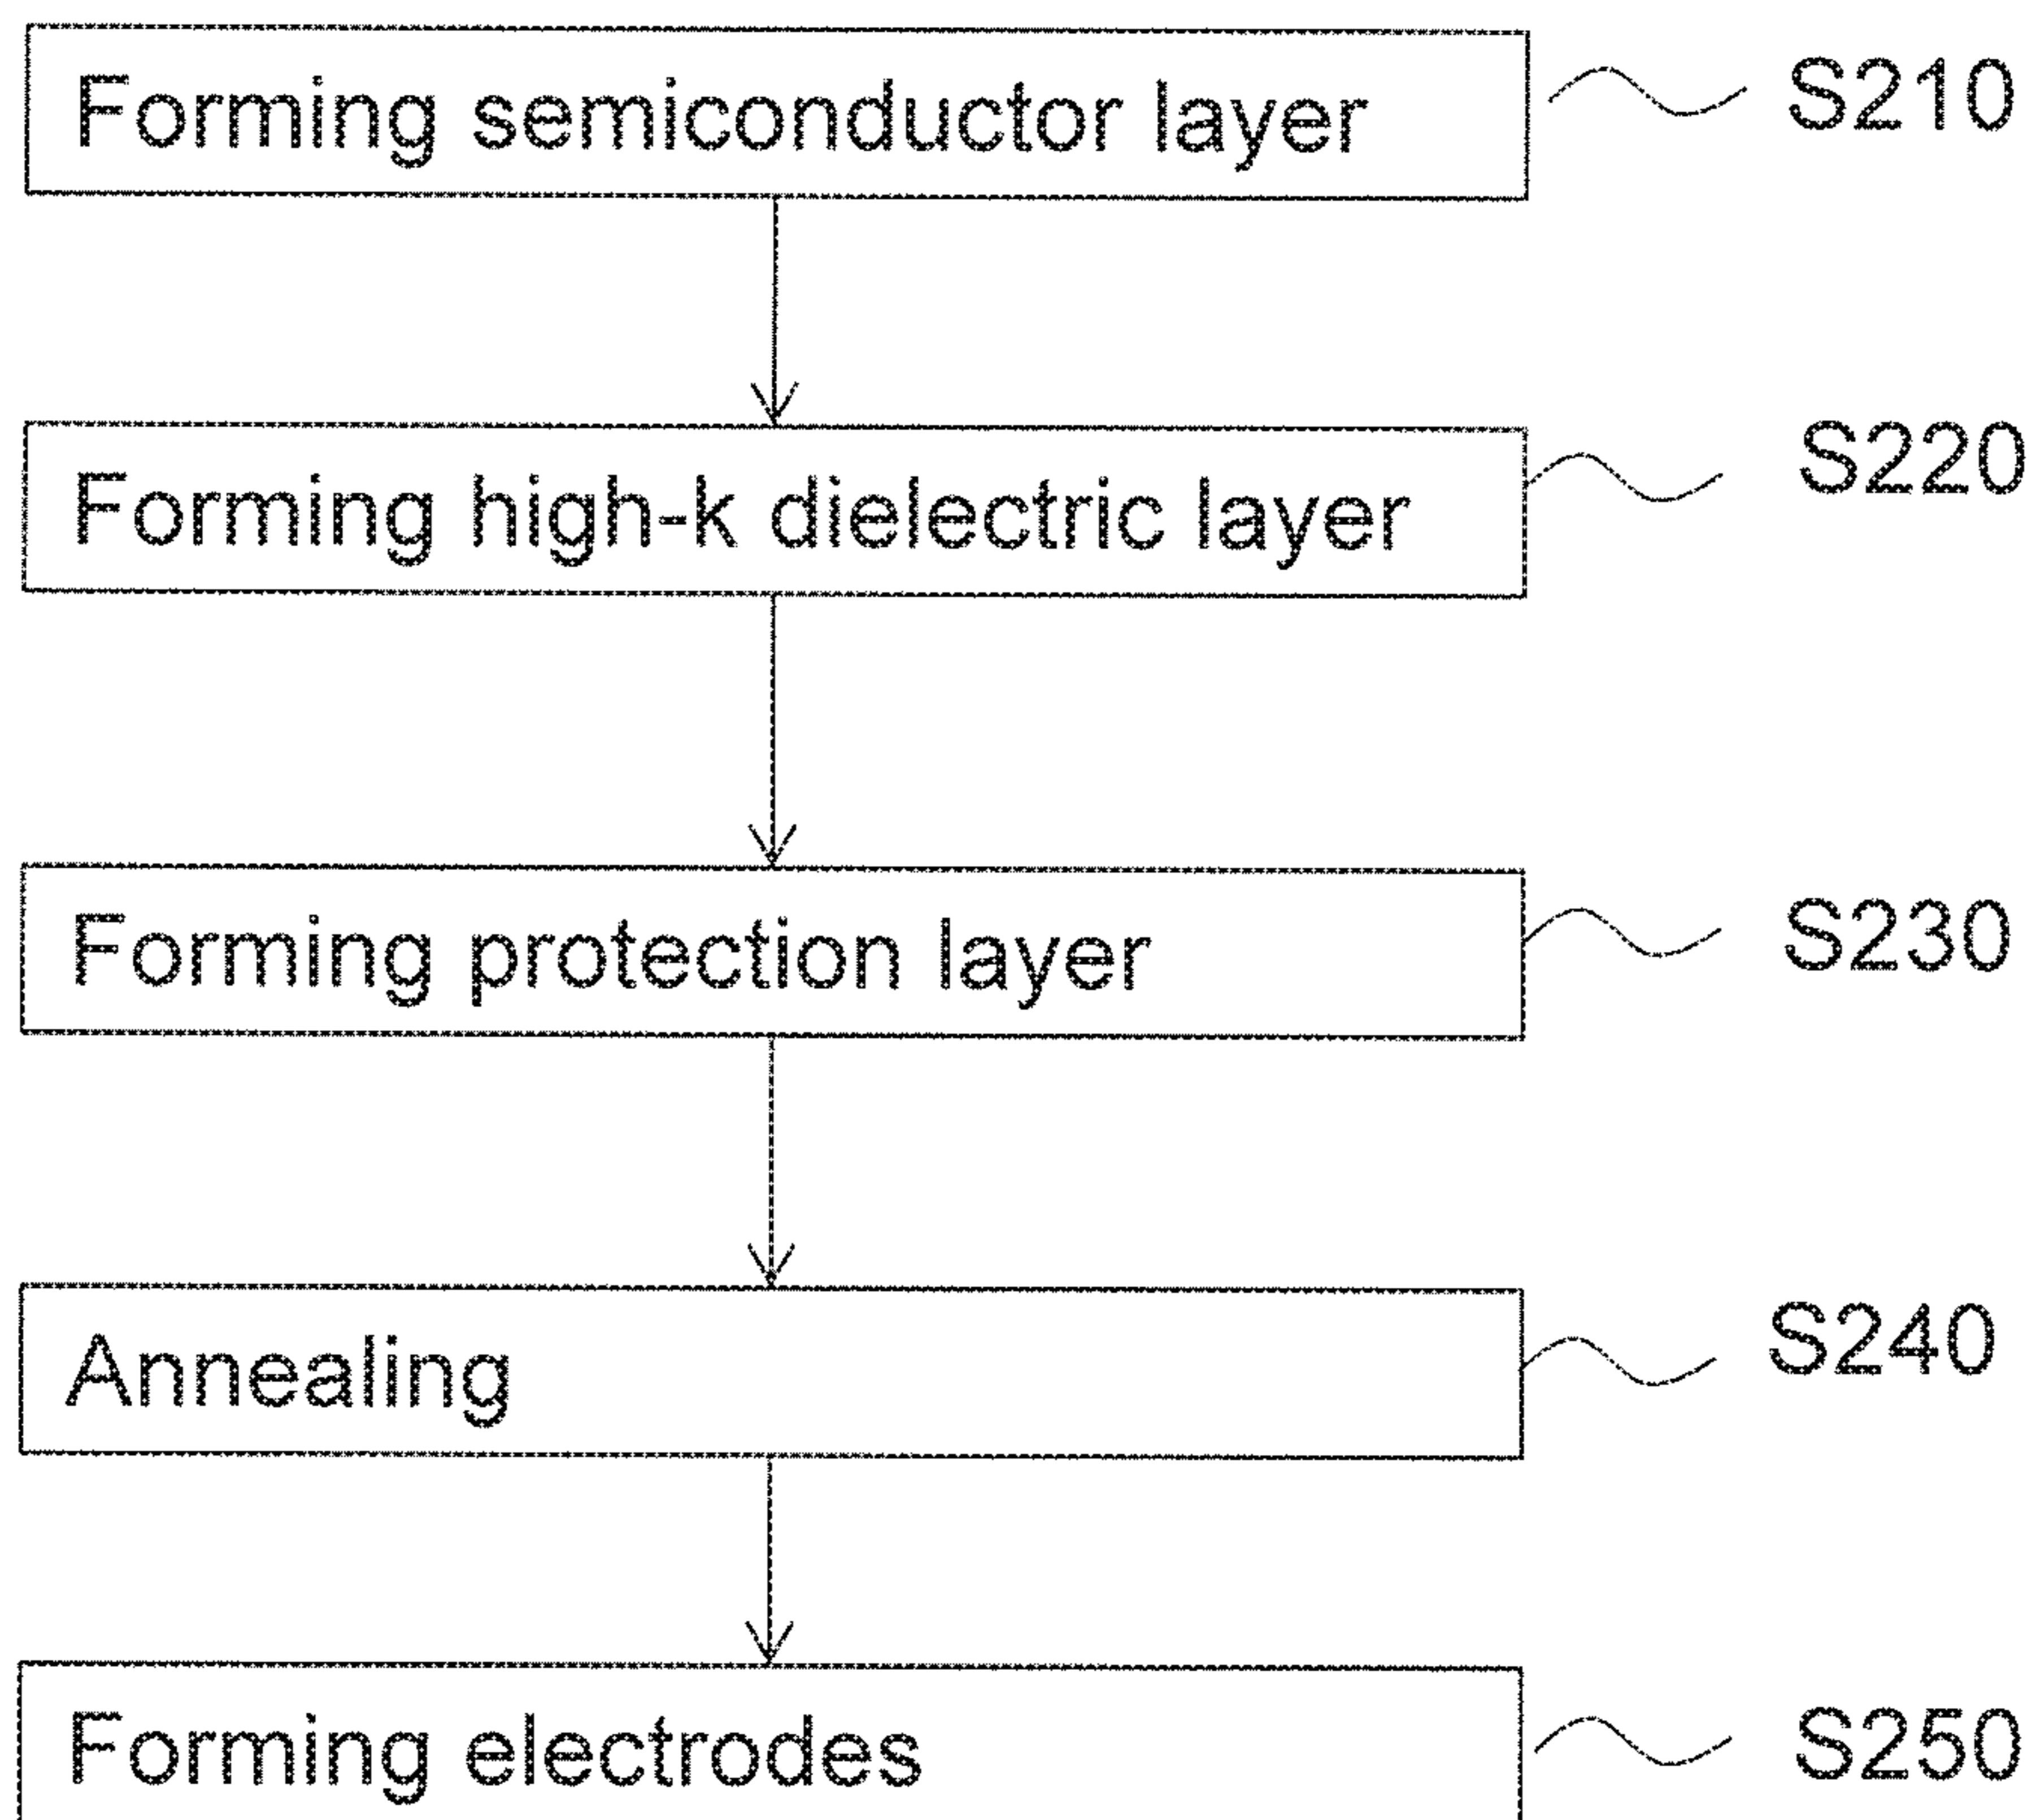 Forming semiconductor layer S210
Forming high-k dielectric layer S220
Forming protection layer S230
Annealing S240
Forming electrodes S250